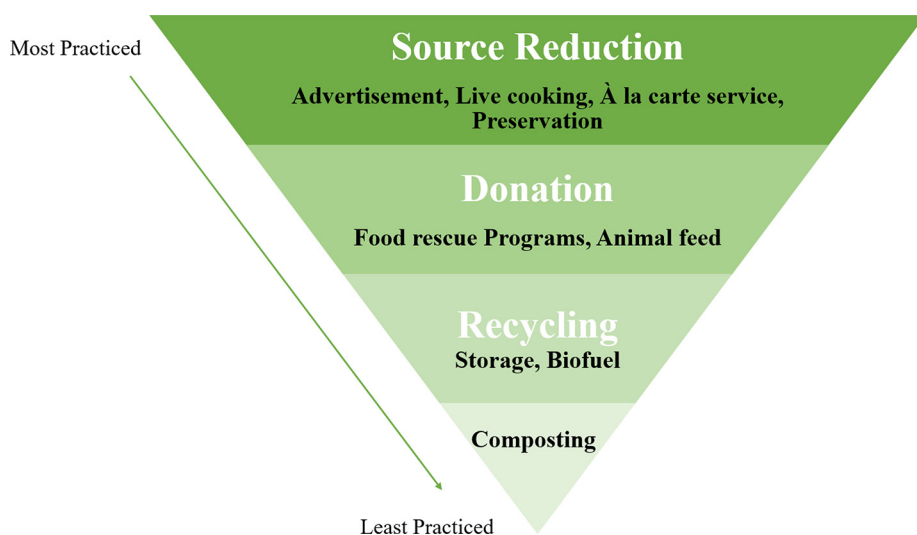 Most Practiced
Source Reduction
Advertisement, Live cooking, À la carte service,
Preservation
Donation
Food rescue Programs, Animal feed
Recycling
Storage, Biofuel
Composting
Least Practiced